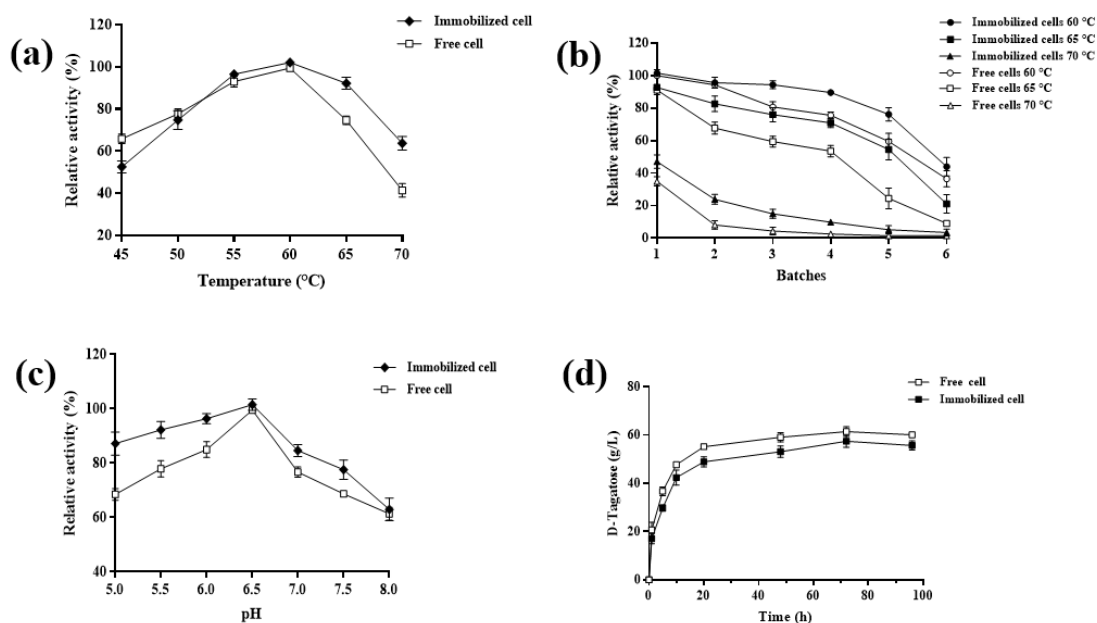 (a)
Relative activity (%)
120
100
80
60
40
20
45
50
55
60
65
70
Temperature (°C)
Immobilized cell
Free cell
(b)
Relative activity (%)
120
100
80
60
40
20
0
1
2
3
4
5
6
Batches
Immobilized cells 60 °C
Immobilized cells 65 °C
Immobilized cells 70 °C
Free cells 60 °C
Free cells 65 °C
Free cells 70 °C
(c)
Relative activity (%)
120
100
80
60
40
5.0
5.5
6.0
6.5
7.0
7.5
8.0
pH
Immobilized cell
Free cell
(d)
D-Tagatose (g/L)
80
60
40
20
0
0
20
40
60
80
100
Time (h)
Free cell
Immobilized cell